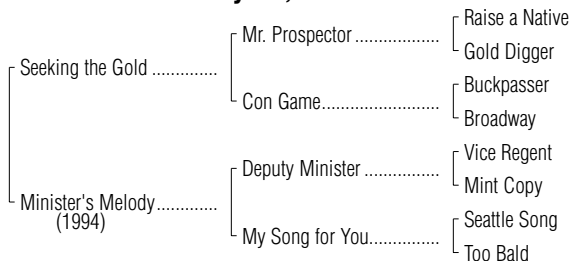 Raise a Native
Mr. Prospector ..................
Gold Digger
Seeking the Gold ..............
Buckpasser
Con Game.........................
Broadway
Vice Regent
Deputy Minister ................
Mint Copy
Minister's Melody.............
(1994)
Seattle Song
My Song for You...............
Too Bald